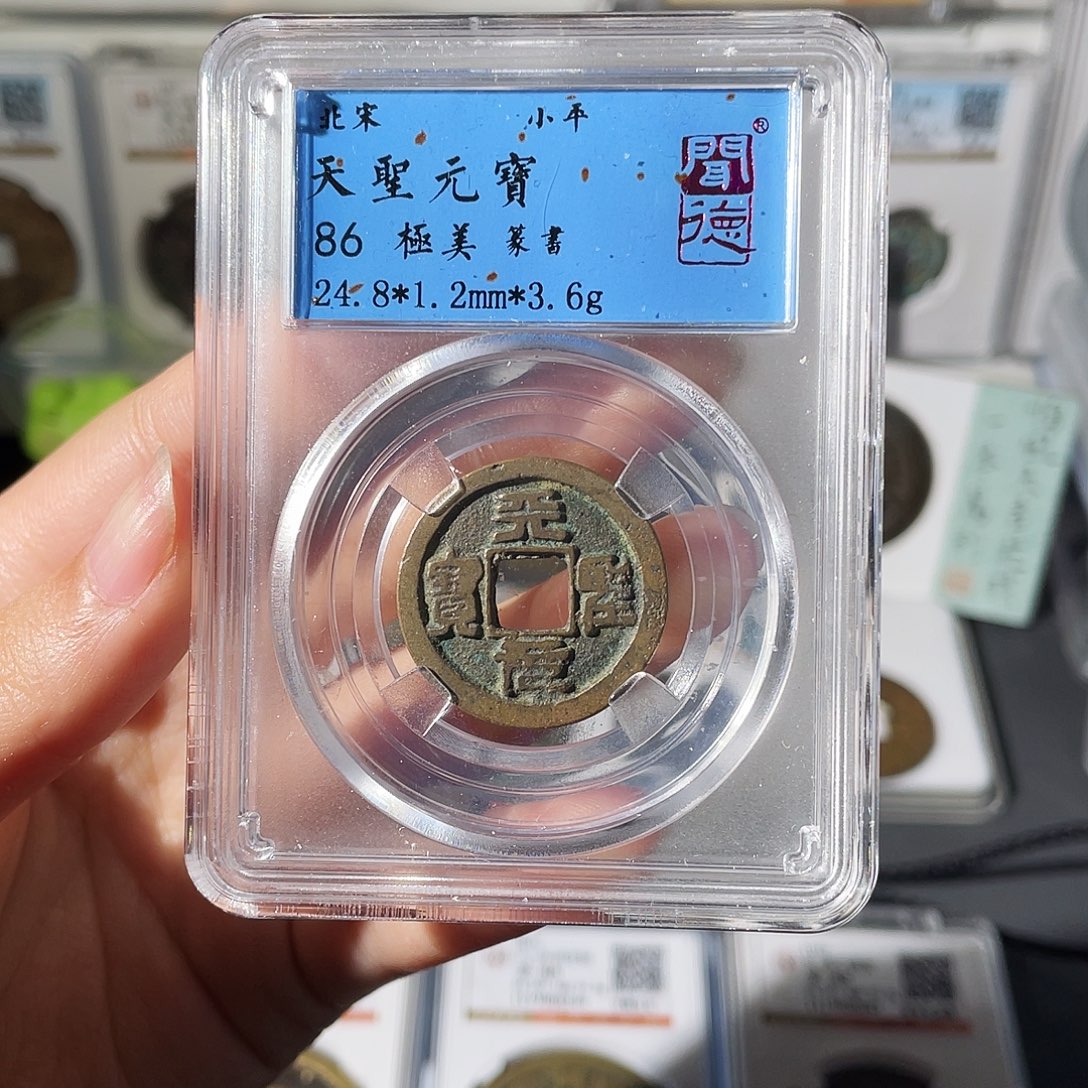 北宋 小平
天聖元寶
86 極美 篆書
24.8*1.2mm*3.6g
聞德®
天聖元寶